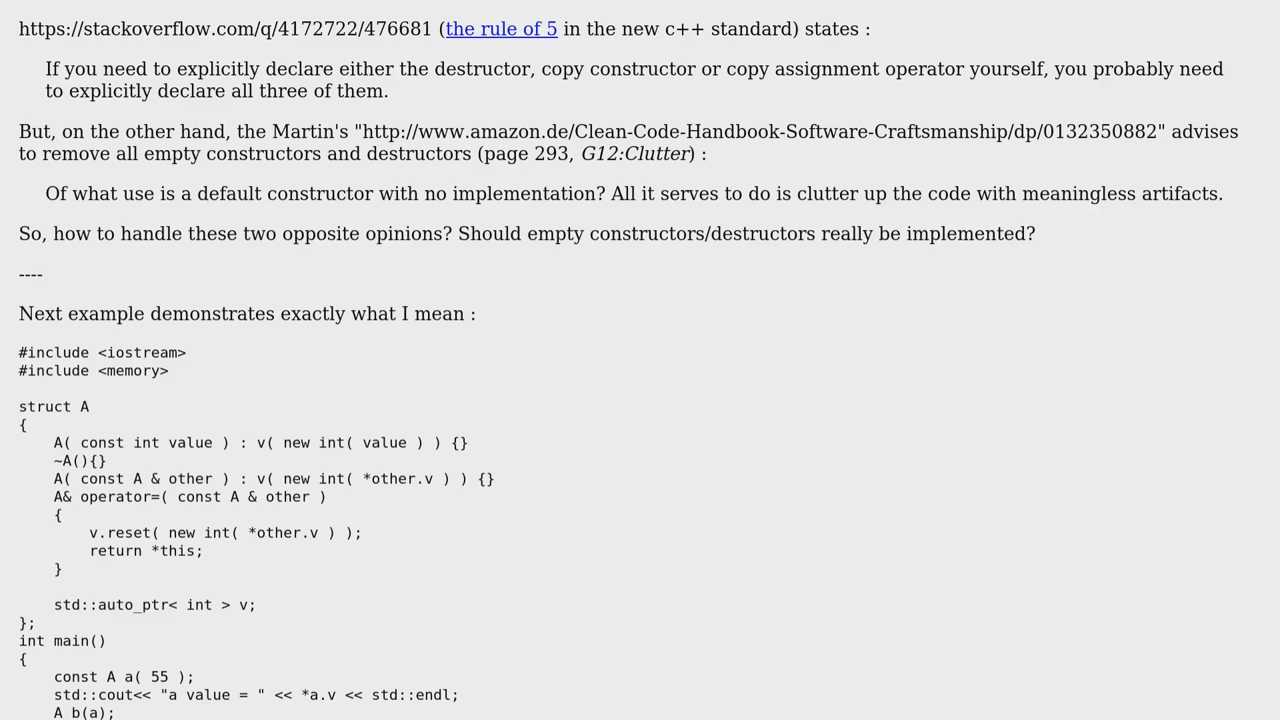 https://stackoverflow.com/q/4172722/476681 (the rule of 5 in the new c++ standard) states :
If you need to explicitly declare either the destructor, copy constructor or copy assignment operator yourself, you probably need
to explicitly declare all three of them.
But, on the other hand, the Martin's "http://www.amazon.de/Clean-Code-Handbook-Software-Craftsmanship/dp/0132350882" advises
to remove all empty constructors and destructors (page 293, G12:Clutter) :
Of what use is a default constructor with no implementation? All it serves to do is clutter up the code with meaningless artifacts.
So, how to handle these two opposite opinions? Should empty constructors/destructors really be implemented?
----
Next example demonstrates exactly what I mean :
#include <iostream>
#include <memory>
struct A
{
    A( const int value ) : v( new int( value ) ) {}
    ~A(){}
    A( const A & other ) : v( new int( *other.v ) ) {}
    A& operator=( const A & other )
    {
        v.reset( new int( *other.v ) );
        return *this;
    }
    std::auto_ptr< int > v;
};
int main()
{
    const A a( 55 );
    std::cout<< "a value = " << *a.v << std::endl;
    A b(a);